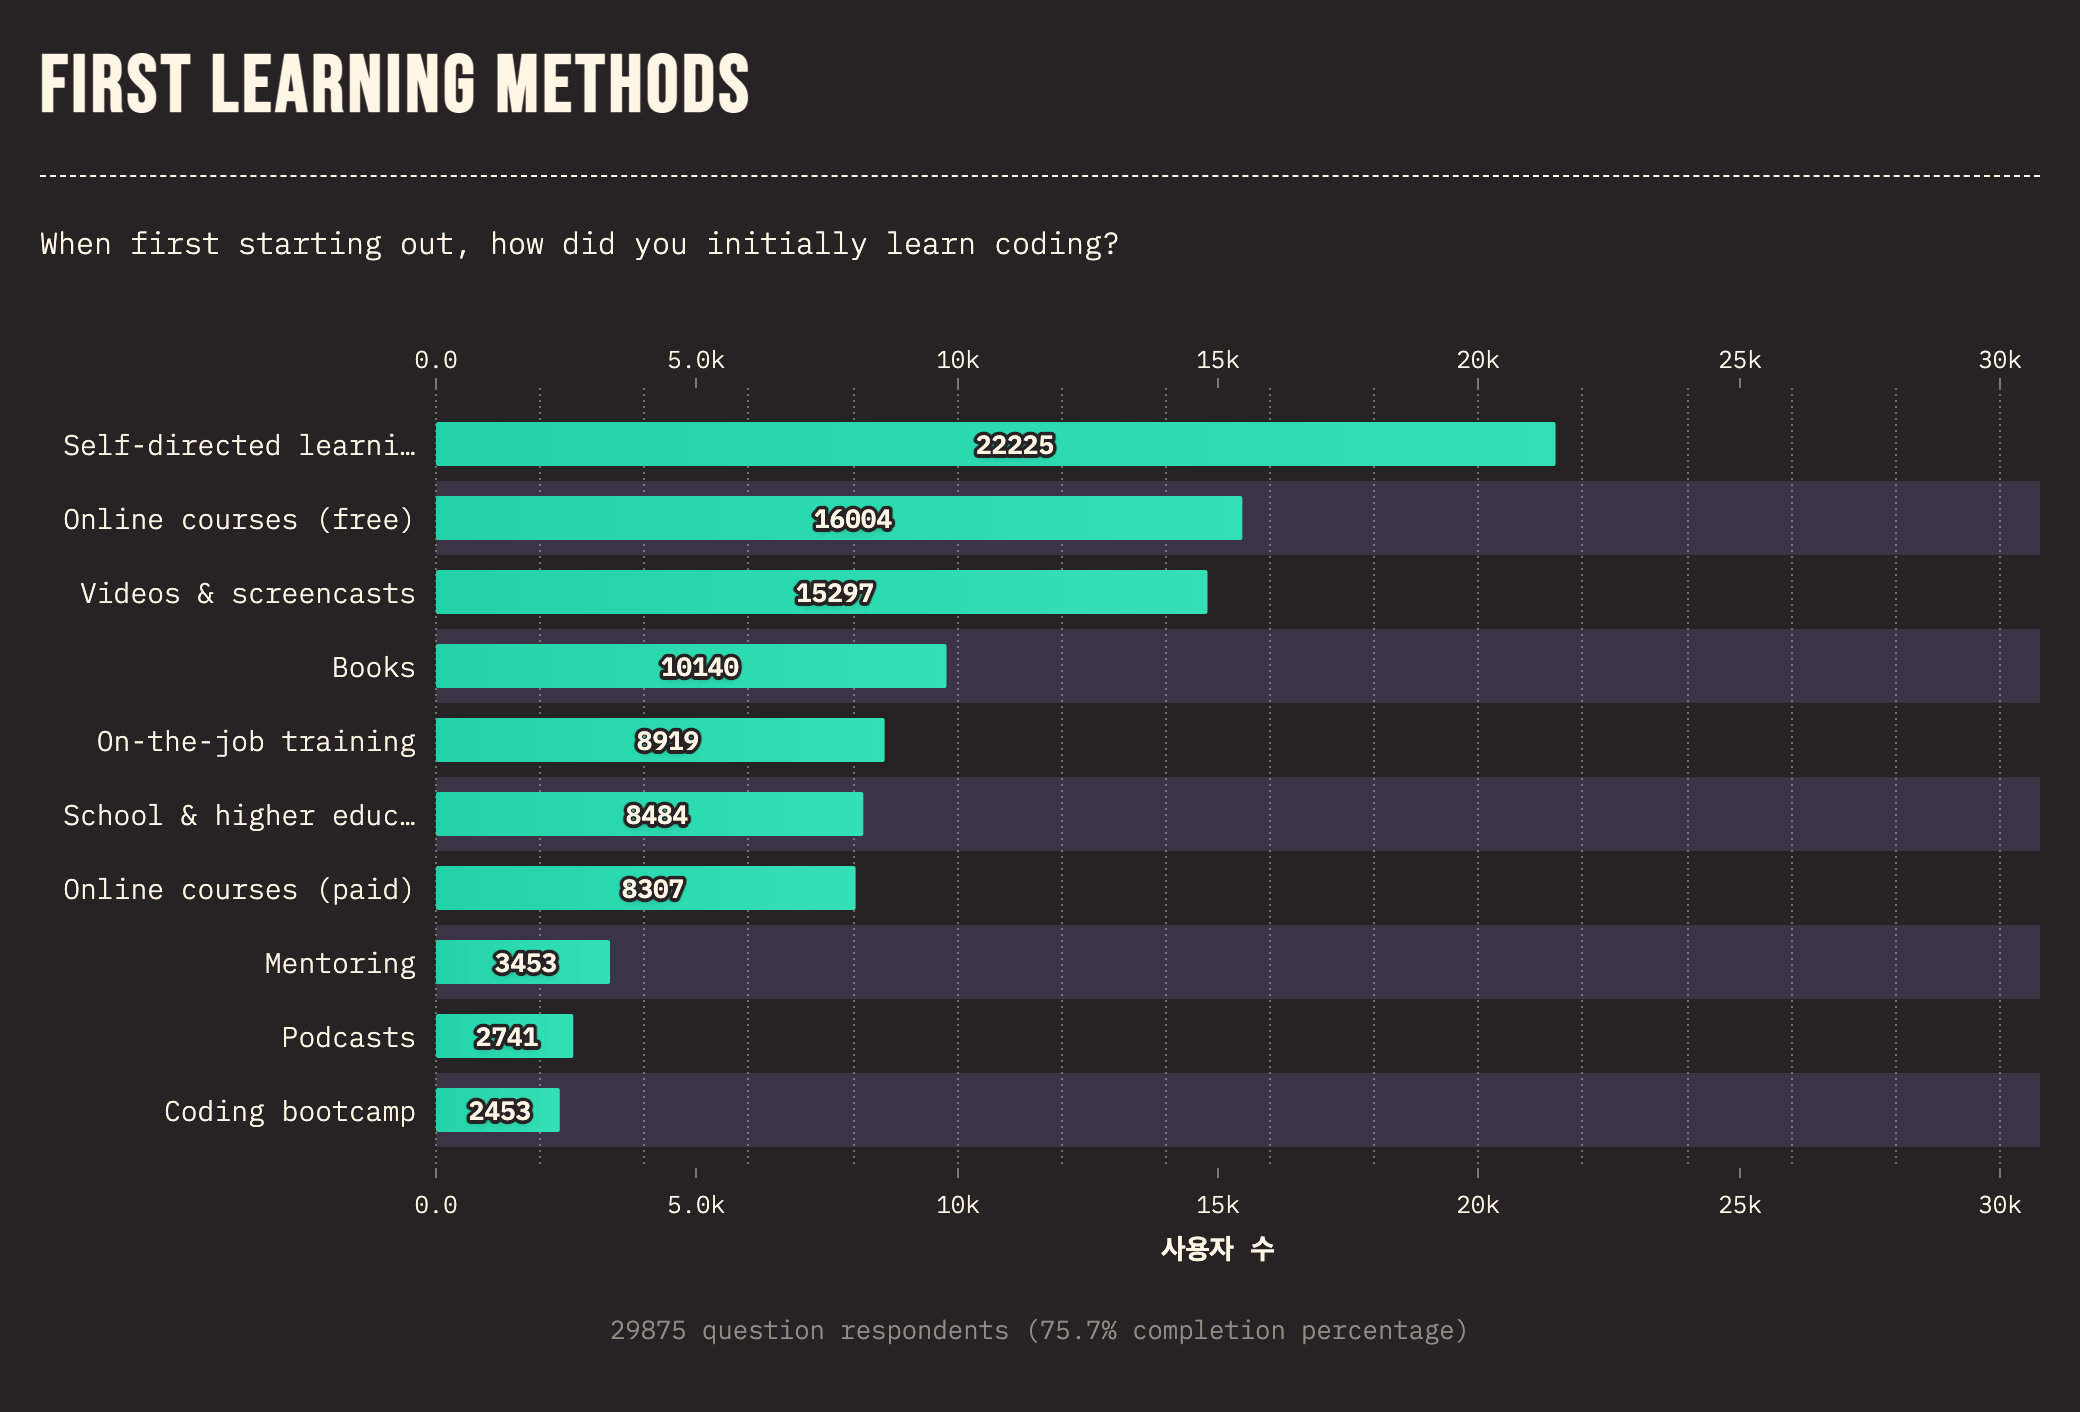 FIRST LEARNING METHODS
When first starting out, how did you initially learn coding?
0.0 5.0k 10k 15k 20k 25k 30k
Self-directed learni… 22225
Online courses (free) 16004
Videos & screencasts 15297
Books 10140
On-the-job training 8919
School & higher educ… 8484
Online courses (paid) 8307
Mentoring 3453
Podcasts 2741
Coding bootcamp 2453
0.0 5.0k 10k 15k 20k 25k 30k
사용자 수
29875 question respondents (75.7% completion percentage)